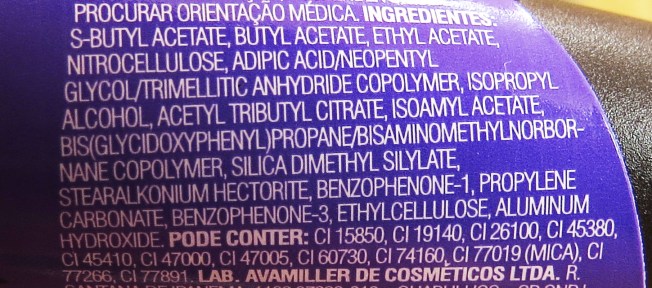 PROCURAR ORIENTAÇÃO MÉDICA. INGREDIENTES:
S-BUTYL ACETATE, BUTYL ACETATE, ETHYL ACETATE,
NITROCELLULOSE, ADIPIC ACID/NEOPENTYL
GLYCOL/TRIMELLITIC ANHYDRIDE COPOLYMER, ISOPROPYL
ALCOHOL, ACETYL TRIBUTYL CITRATE, ISOAMYL ACETATE,
BIS(GLYCIDOXYPHENYL)PROPANE/BISAMINOMETHYLNORBOR-
NANE COPOLYMER, SILICA DIMETHYL SILYLATE,
STEARALKONIUM HECTORITE, BENZOPHENONE-1, PROPYLENE
CARBONATE, BENZOPHENONE-3, ETHYLCELLULOSE, ALUMINUM
HYDROXIDE. PODE CONTER: CI 15850, CI 19140, CI 26100, CI 45380,
CI 45410, CI 47000, CI 47005, CI 60730, CI 74160, CI 77019 (MICA), CI
77266, CI 77891. LAB. AVAMILLER DE COSMÉTICOS LTDA. R.